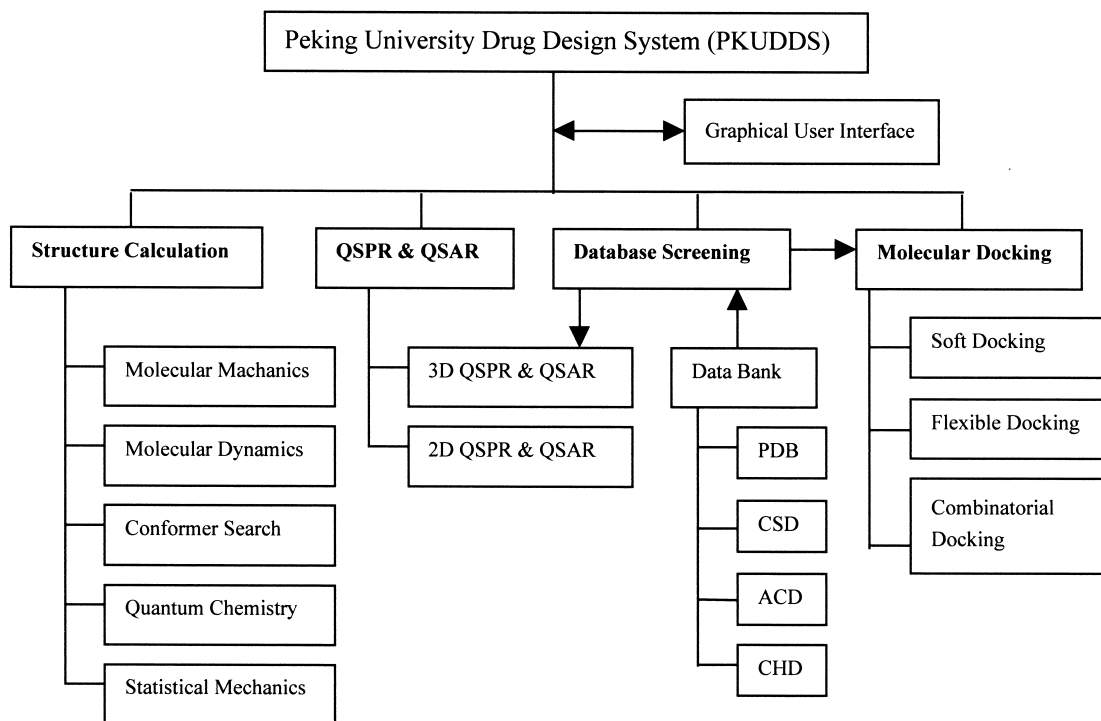 Peking University Drug Design System (PKUDDS)
Graphical User Interface
Structure Calculation
QSPR & QSAR
Database Screening
Molecular Docking
Molecular Machanics
Molecular Dynamics
Conformer Search
Quantum Chemistry
Statistical Mechanics
3D QSPR & QSAR
2D QSPR & QSAR
Data Bank
PDB
CSD
ACD
CHD
Soft Docking
Flexible Docking
Combinatorial
Docking